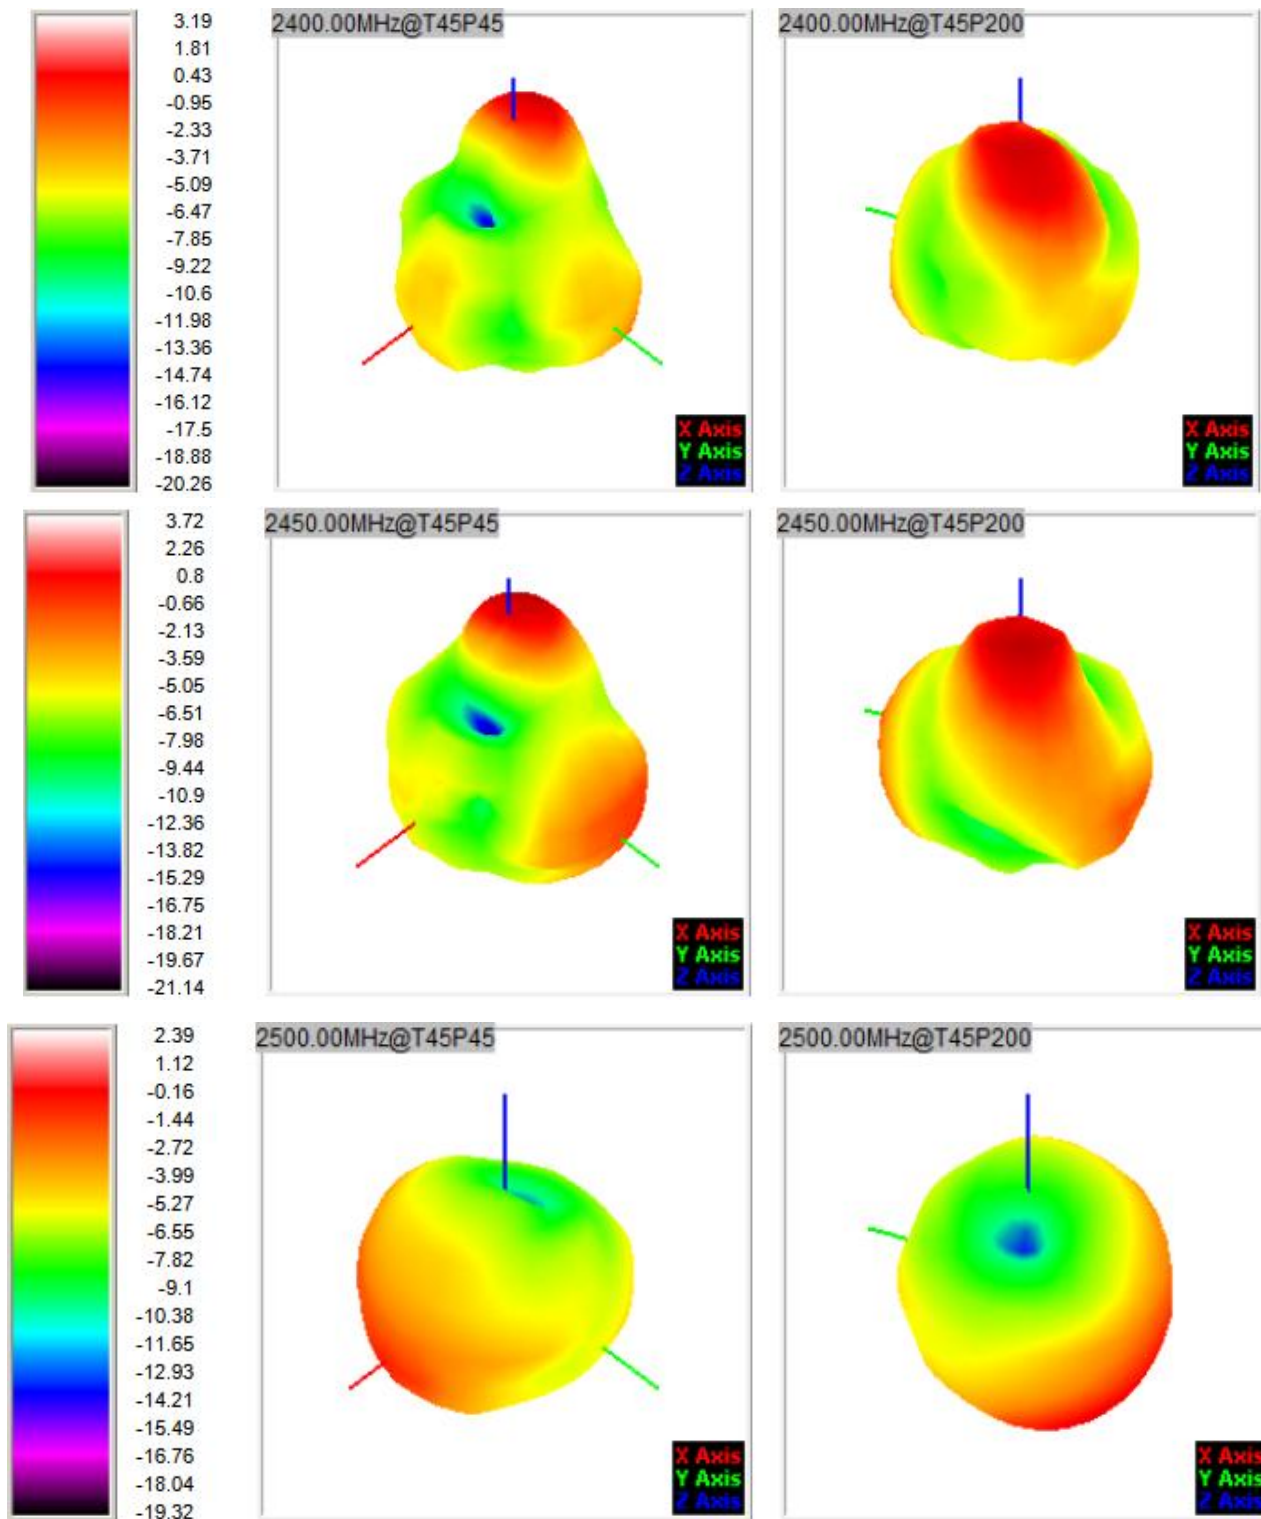 3.19
1.81
0.43
-0.95
-2.33
-3.71
-5.09
-6.47
-7.85
-9.22
-10.6
-11.98
-13.36
-14.74
-16.12
-17.5
-18.88
-20.26
2400.00MHz@T45P45
X Axis
Y Axis
Z Axis
2400.00MHz@T45P200
X Axis
Y Axis
Z Axis
3.72
2.26
0.8
-0.66
-2.13
-3.59
-5.05
-6.51
-7.98
-9.44
-10.9
-12.36
-13.82
-15.29
-16.75
-18.21
-19.67
-21.14
2450.00MHz@T45P45
X Axis
Y Axis
Z Axis
2450.00MHz@T45P200
X Axis
Y Axis
Z Axis
2.39
1.12
-0.16
-1.44
-2.72
-3.99
-5.27
-6.55
-7.82
-9.1
-10.38
-11.65
-12.93
-14.21
-15.49
-16.76
-18.04
-19.32
2500.00MHz@T45P45
X Axis
Y Axis
Z Axis
2500.00MHz@T45P200
X Axis
Y Axis
Z Axis